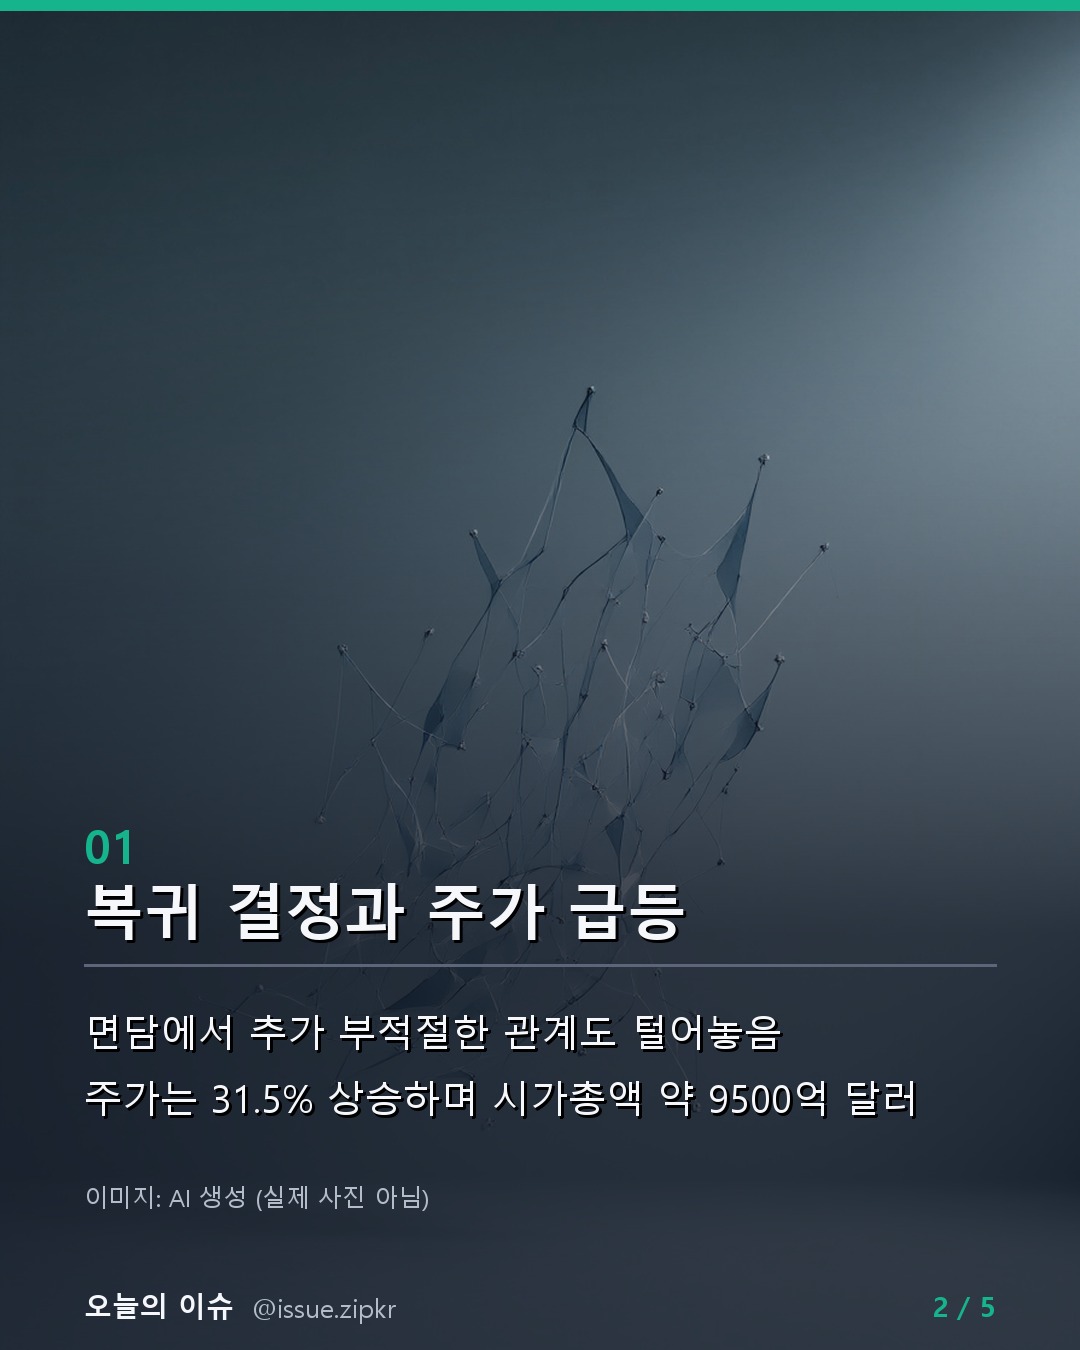 01
복귀 결정과 주가 급등
면담에서 추가 부적절한 관계도 털어놓음
주가는 31.5% 상승하며 시가총액 약 9500억 달러
이미지: AI 생성 (실제 사진 아님)
오늘의 이슈 @issue.zipkr 2 / 5